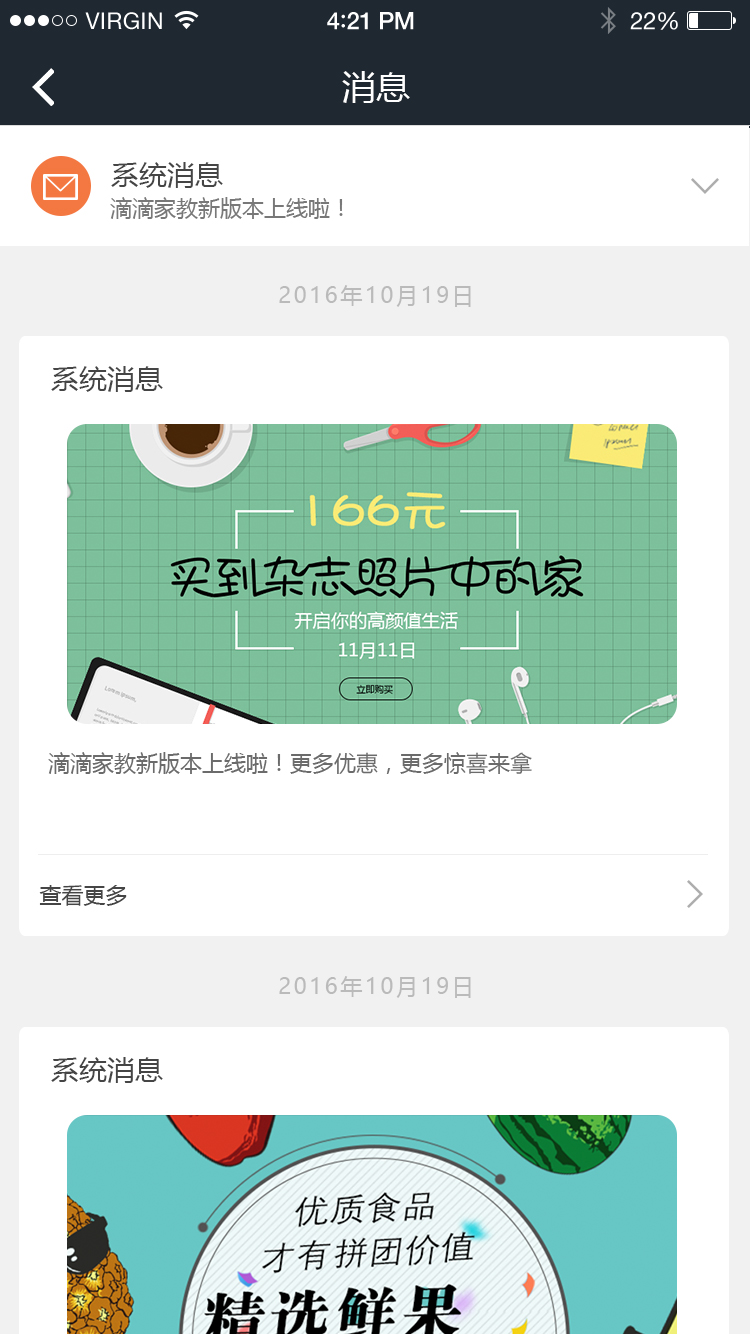 VIRGIN 4:21 PM 22%
消息
系统消息
滴滴家教新版本上线啦！
2016年10月19日
系统消息
166元
买到杂志照片中的家
开启你的高颜值生活
11月11日
立即购买
Lorem ipsum,
滴滴家教新版本上线啦！更多优惠，更多惊喜来拿
查看更多
2016年10月19日
系统消息
优质食品
才有拼团价值
精选鲜果